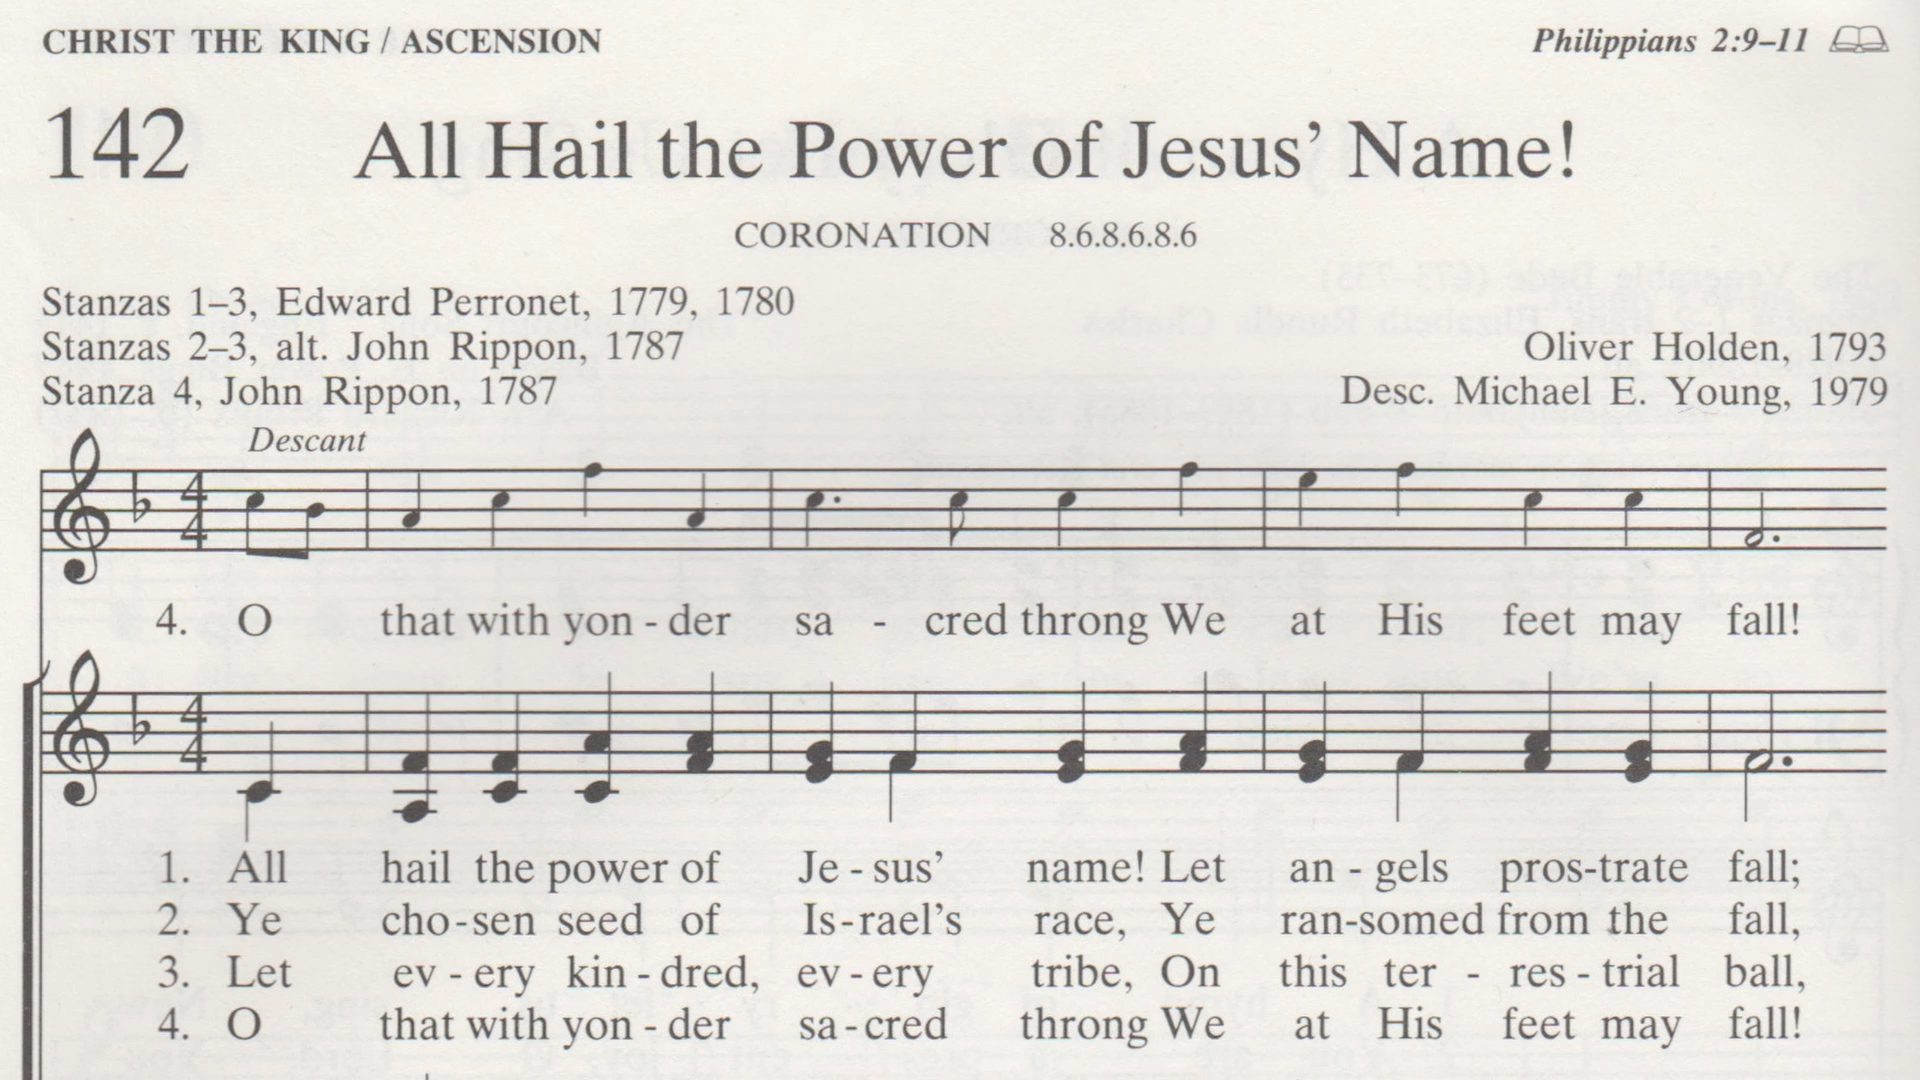 CHRIST THE KING / ASCENSION Philippians 2:9–11
142 All Hail the Power of Jesus’ Name!
CORONATION 8.6.8.6.8.6
Stanzas 1–3, Edward Perronet, 1779, 1780
Stanzas 2–3, alt. John Rippon, 1787 Oliver Holden, 1793
Stanza 4, John Rippon, 1787 Desc. Michael E. Young, 1979
Descant
4 4
4. O that with yon - der sa - cred throng We at His feet may fall!
4 4
1. All hail the power of Je - sus’ name! Let an - gels pros-trate fall;
2. Ye cho-sen seed of Is-rael’s race, Ye ran-somed from the fall,
3. Let ev - ery kin - dred, ev - ery tribe, On this ter - res - trial ball,
4. O that with yon - der sa - cred throng We at His feet may fall!